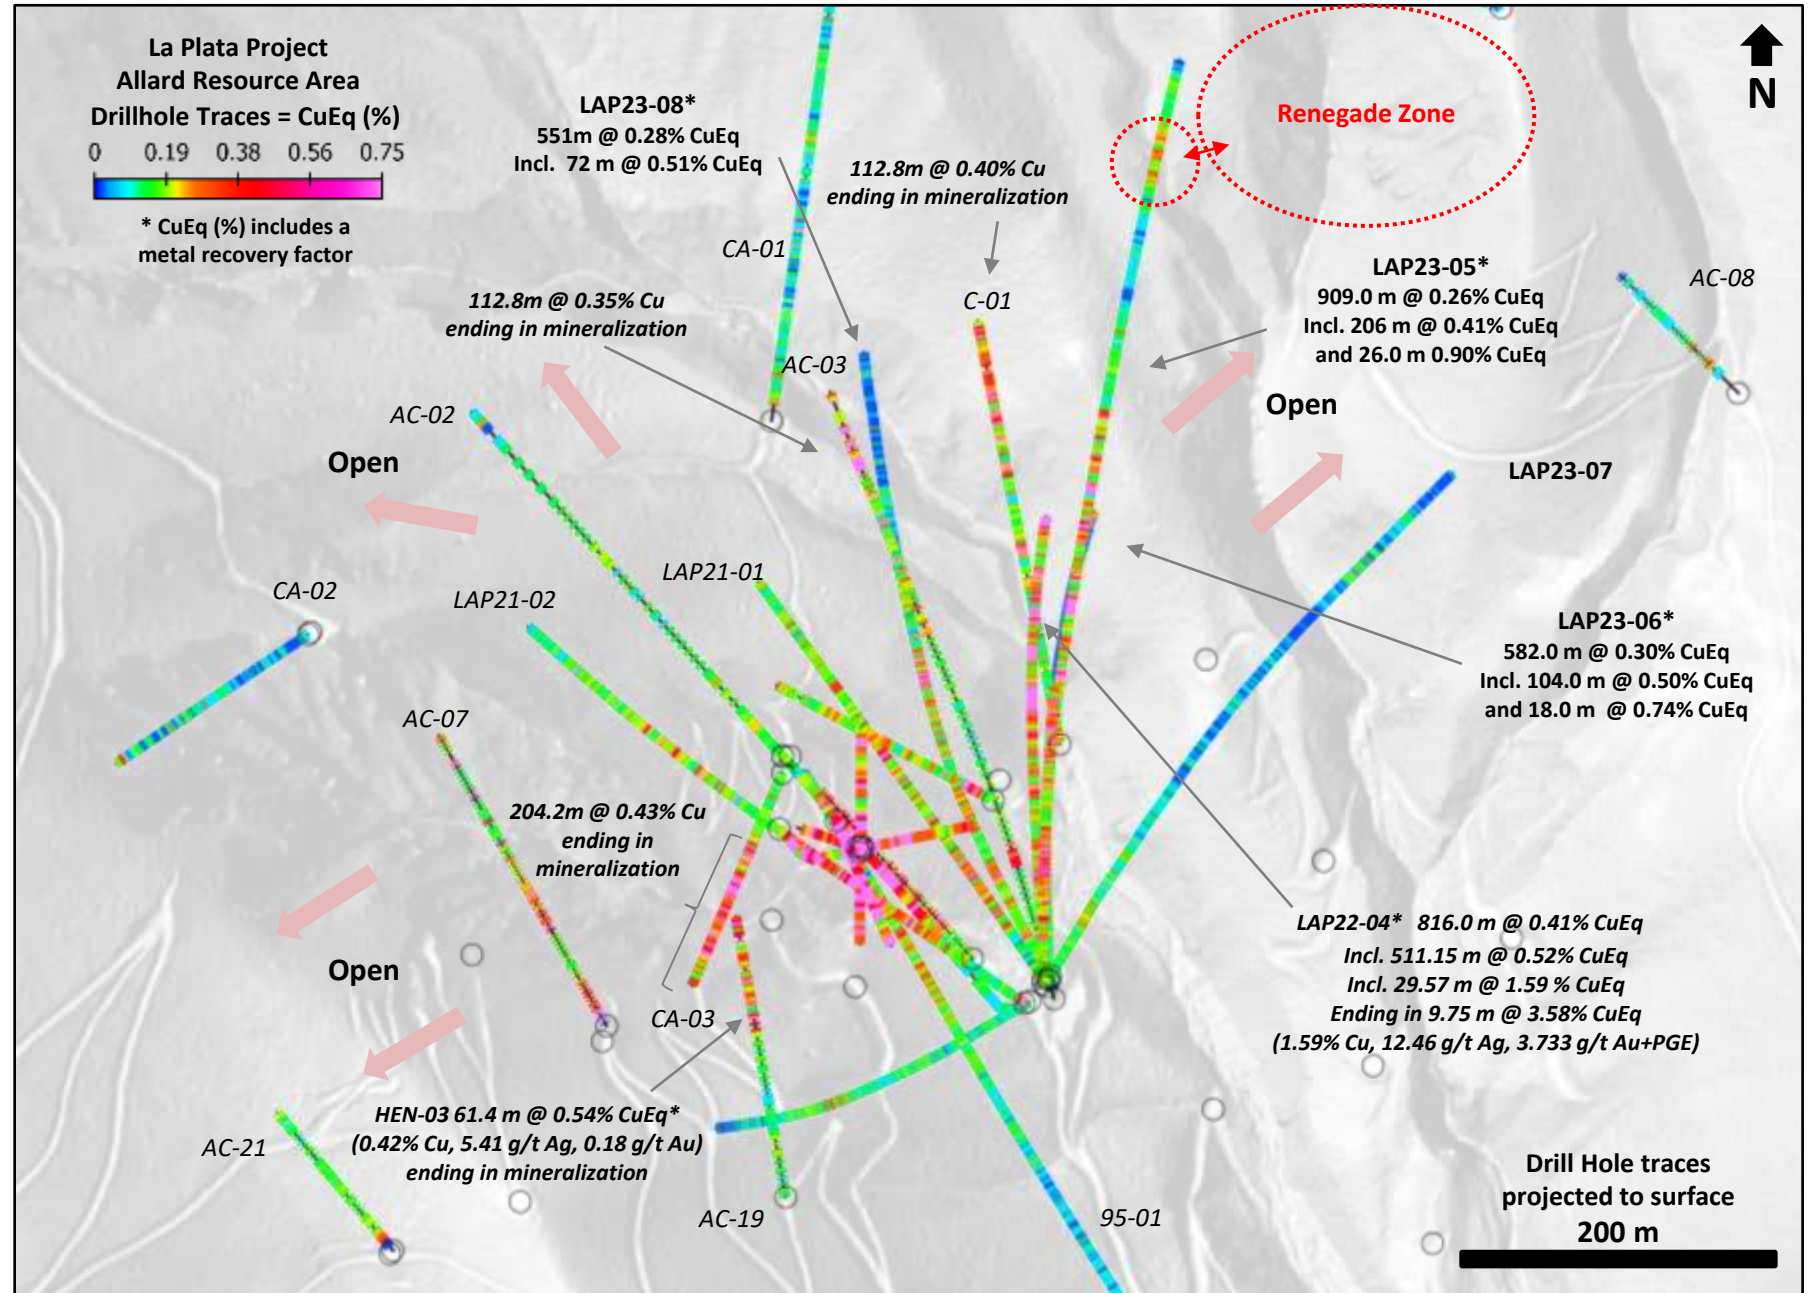 La Plata Project
Allard Resource Area
Drillhole Traces = CuEq (%)
0 0.19 0.38 0.56 0.75
* CuEq (%) includes a
metal recovery factor
LAP23-08*
551m @ 0.28% CuEq
Incl. 72 m @ 0.51% CuEq
112.8m @ 0.40% Cu
ending in mineralization
Renegade Zone
N
CA-01
C-01
112.8m @ 0.35% Cu
ending in mineralization
AC-03
LAP23-05*
909.0 m @ 0.26% CuEq
Incl. 206 m @ 0.41% CuEq
and 26.0 m 0.90% CuEq
AC-08
AC-02
Open
Open
LAP23-07
CA-02
LAP21-02
LAP21-01
LAP23-06*
582.0 m @ 0.30% CuEq
Incl. 104.0 m @ 0.50% CuEq
and 18.0 m @ 0.74% CuEq
AC-07
204.2m @ 0.43% Cu
ending in
mineralization
Open
CA-03
LAP22-04* 816.0 m @ 0.41% CuEq
Incl. 511.15 m @ 0.52% CuEq
Incl. 29.57 m @ 1.59 % CuEq
Ending in 9.75 m @ 3.58% CuEq
(1.59% Cu, 12.46 g/t Ag, 3.733 g/t Au+PGE)
HEN-03 61.4 m @ 0.54% CuEq*
(0.42% Cu, 5.41 g/t Ag, 0.18 g/t Au)
ending in mineralization
AC-21
AC-19
95-01
Drill Hole traces
projected to surface
200 m